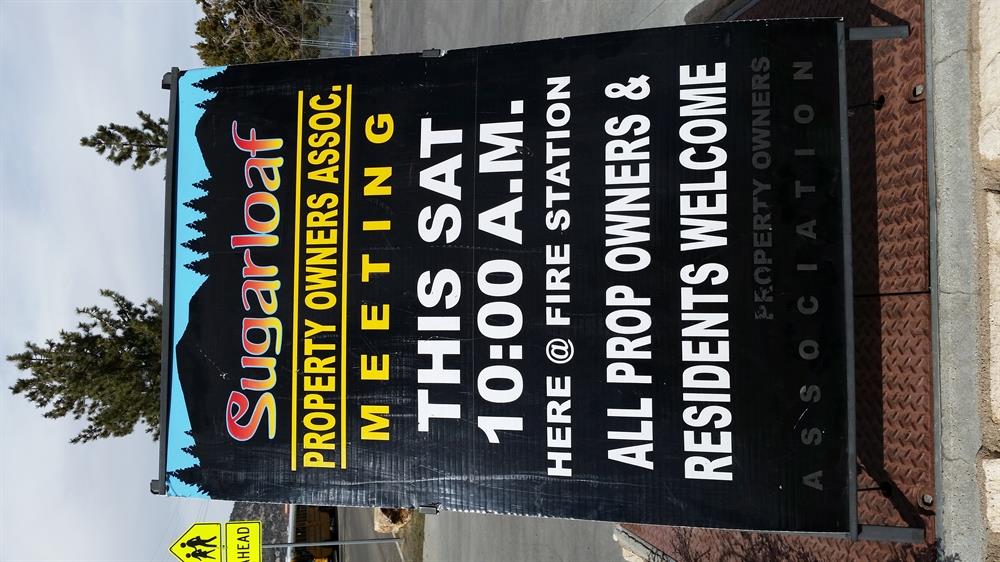 Sugarloaf
PROPERTY OWNERS ASSOC.
MEETING
THIS SAT
10:00 A.M.
HERE @ FIRE STATION
ALL PROP OWNERS &
RESIDENTS WELCOME
PROPERTY OWNERS
ASSOCIATION
AHEAD